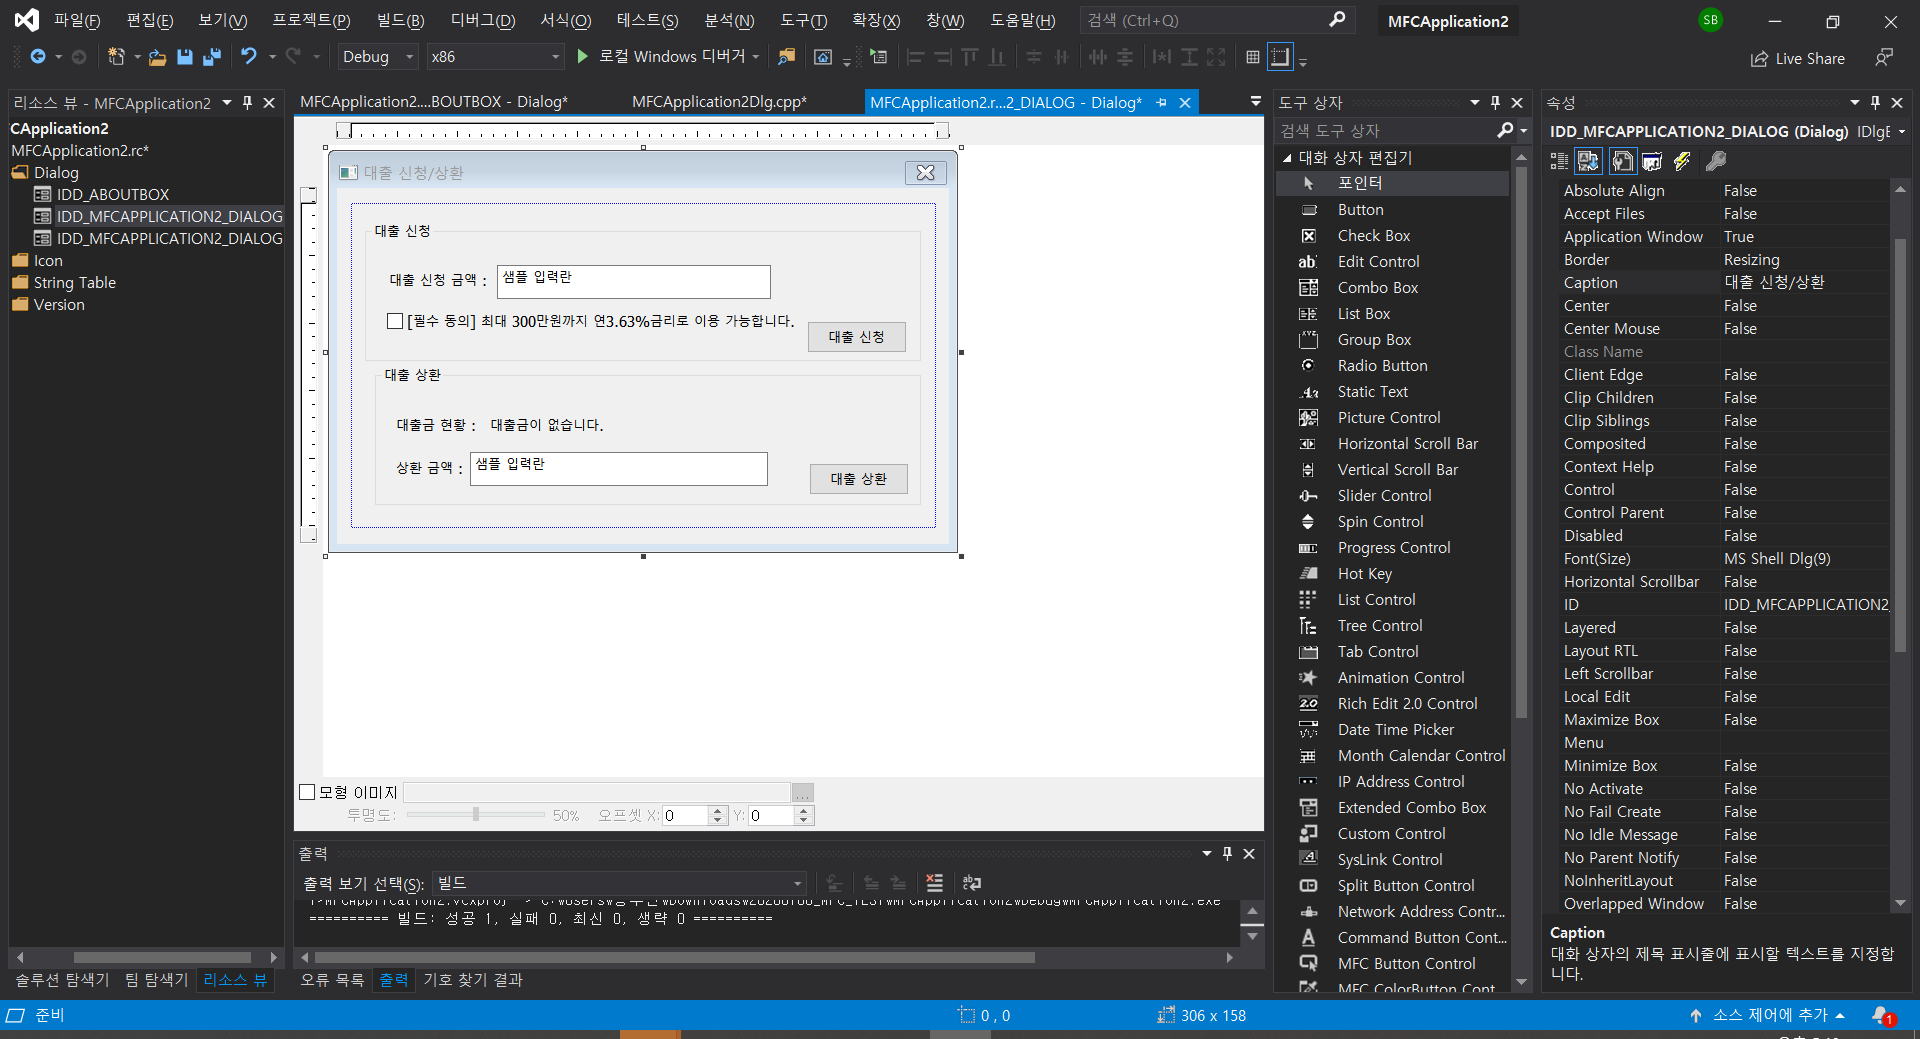 파일(F) 편집(E) 보기(V) 프로젝트(P) 빌드(B) 디버그(D) 서식(O) 테스트(S) 분석(N) 도구(T) 확장(X) 창(W) 도움말(H) 검색 (Ctrl+Q) MFCApplication2 SB
Debug x86 로컬 Windows 디버거 Live Share
리소스 뷰 - MFCApplication2
CApplication2
MFCApplication2.rc*
Dialog
IDD_ABOUTBOX
IDD_MFCAPPLICATION2_DIALOG
IDD_MFCAPPLICATION2_DIALOG
Icon
String Table
Version
솔루션 탐색기 팀 탐색기 리소스 뷰
MFCApplication2....BOUTBOX - Dialog* MFCApplication2Dlg.cpp* MFCApplication2.r...2_DIALOG - Dialog*
대출 신청/상환
대출 신청
대출 신청 금액 : 샘플 입력란
[필수 동의] 최대 300만원까지 연3.63%금리로 이용 가능합니다.
대출 신청
대출 상환
대출금 현황 : 대출금이 없습니다.
상환 금액 : 샘플 입력란
대출 상환
모형 이미지 ...
투명도: 50% 오프셋 X: 0 Y: 0
출력
출력 보기 선택(S): 빌드
========== 빌드: 성공 1, 실패 0, 최신 0, 생략 0 ==========
오류 목록 출력 기호 찾기 결과
도구 상자
검색 도구 상자
대화 상자 편집기
포인터
Button
Check Box
Edit Control
Combo Box
List Box
Group Box
Radio Button
Static Text
Picture Control
Horizontal Scroll Bar
Vertical Scroll Bar
Slider Control
Spin Control
Progress Control
Hot Key
List Control
Tree Control
Tab Control
Animation Control
Rich Edit 2.0 Control
Date Time Picker
Month Calendar Control
IP Address Control
Extended Combo Box
Custom Control
SysLink Control
Split Button Control
Network Address Contr...
Command Button Cont...
MFC Button Control
MFC ColorButton Cont
속성
IDD_MFCAPPLICATION2_DIALOG (Dialog) IDlgE
Absolute Align False
Accept Files False
Application Window True
Border Resizing
Caption 대출 신청/상환
Center False
Center Mouse False
Class Name
Client Edge False
Clip Children False
Clip Siblings False
Composited False
Context Help False
Control False
Control Parent False
Disabled False
Font(Size) MS Shell Dlg(9)
Horizontal Scrollbar False
ID IDD_MFCAPPLICATION2_
Layered False
Layout RTL False
Left Scrollbar False
Local Edit False
Maximize Box False
Menu
Minimize Box False
No Activate False
No Fail Create False
No Idle Message False
No Parent Notify False
NoInheritLayout False
Overlapped Window False
Caption
대화 상자의 제목 표시줄에 표시할 텍스트를 지정합
니다.
준비 0 , 0 306 x 158 소스 제어에 추가 1